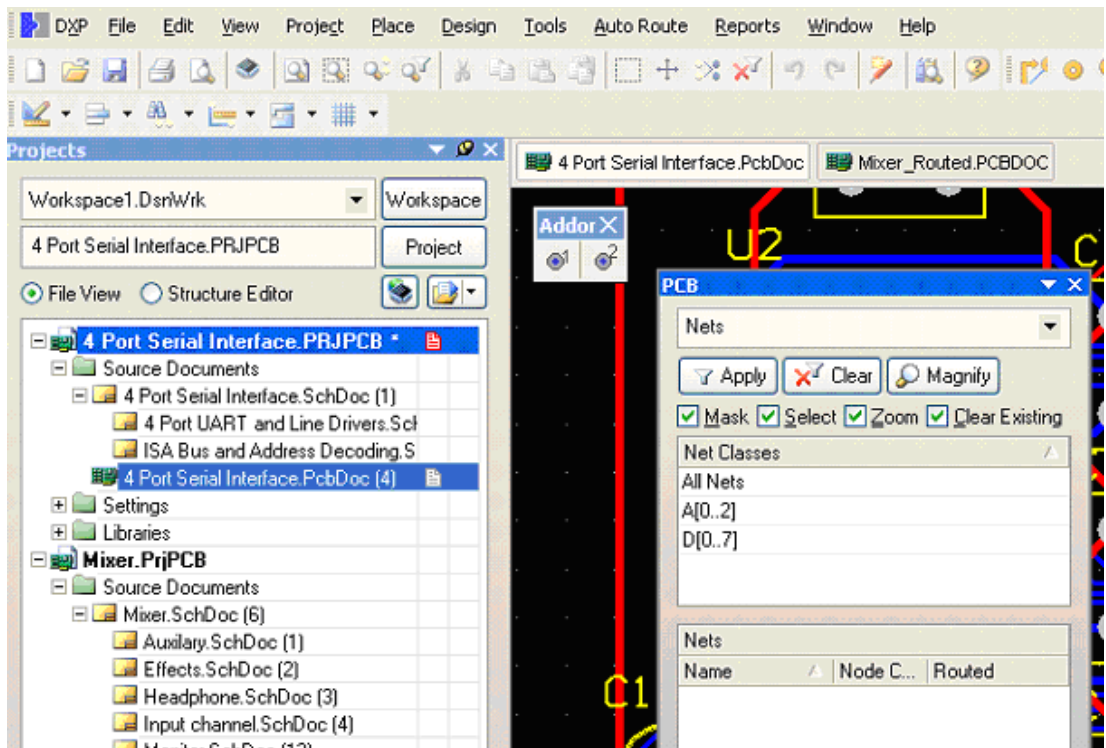 DXP File Edit View Project Place Design Tools Auto Route Reports Window Help
Projects
Workspace1.DsnWrk Workspace
4 Port Serial Interface.PRJPCB Project
File View Structure Editor
4 Port Serial Interface.PRJPCB *
Source Documents
4 Port Serial Interface.SchDoc (1)
4 Port UART and Line Drivers.Scl
ISA Bus and Address Decoding.S
4 Port Serial Interface.PcbDoc (4)
Settings
Libraries
Mixer.PrjPCB
Source Documents
Mixer.SchDoc (6)
Auxilary.SchDoc (1)
Effects.SchDoc (2)
Headphone.SchDoc (3)
Input channel.SchDoc (4)
4 Port Serial Interface.PcbDoc Mixer_Routed.PCBDOC
Addor
1 2
U2
C
C1
PCB
Nets
Apply Clear Magnify
Mask Select Zoom Clear Existing
Net Classes
All Nets
A[0..2]
D[0..7]
Nets
Name Node C... Routed